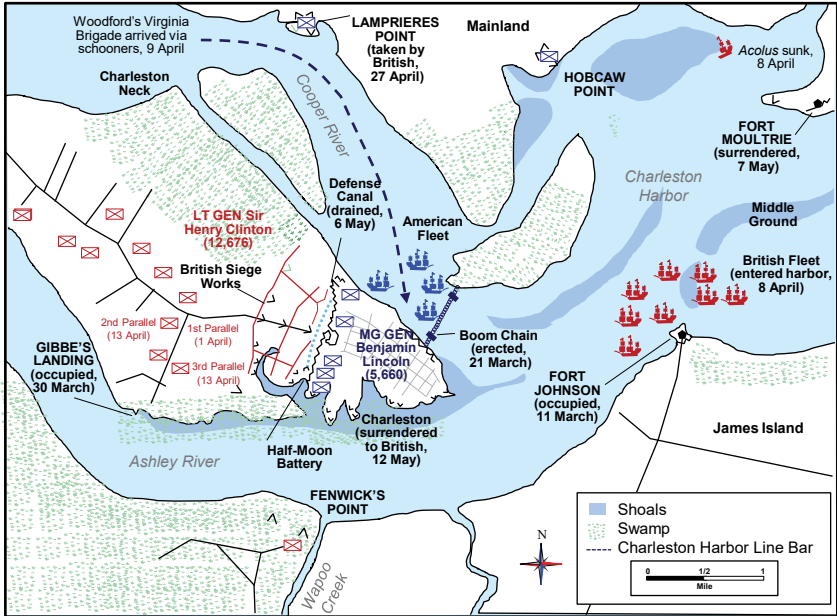 Woodford's Virginia
Brigade arrived via
schooners, 9 April
LAMPRIERES
POINT
(taken by
British,
27 April)
Mainland
Acolus sunk,
8 April
Charleston
Neck
HOBCAW
POINT
Cooper River
FORT
MOULTRIE
(surrendered,
7 May)
Charleston
Harbor
Defense
Canal
(drained,
6 May)
LT GEN Sir
Henry Clinton
(12,676)
American
Fleet
Middle
Ground
British Siege
Works
British Fleet
(entered harbor,
8 April)
2nd Parallel
(13 April)
1st Parallel
(1 April)
MG GEN
Benjamin
Lincoln
(5,660)
Boom Chain
(erected,
21 March)
GIBBE'S
LANDING
(occupied,
30 March)
3rd Parallel
(13 April)
FORT
JOHNSON
(occupied,
11 March)
Charleston
(surrendered
to British,
12 May)
James Island
Half-Moon
Battery
Ashley River
FENWICK'S
POINT
Wapoo
Creek
Shoals
Swamp
Charleston Harbor Line Bar
N
0 1/2 1
Mile